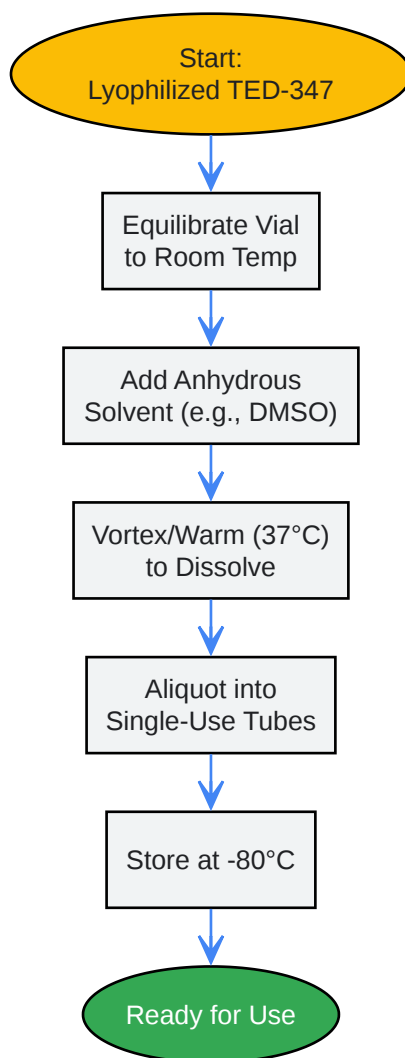 Start:
Lyophilized TED-347
Equilibrate Vial
to Room Temp
Add Anhydrous
Solvent (e.g., DMSO)
Vortex/Warm (37°C)
to Dissolve
Aliquot into
Single-Use Tubes
Store at -80°C
Ready for Use